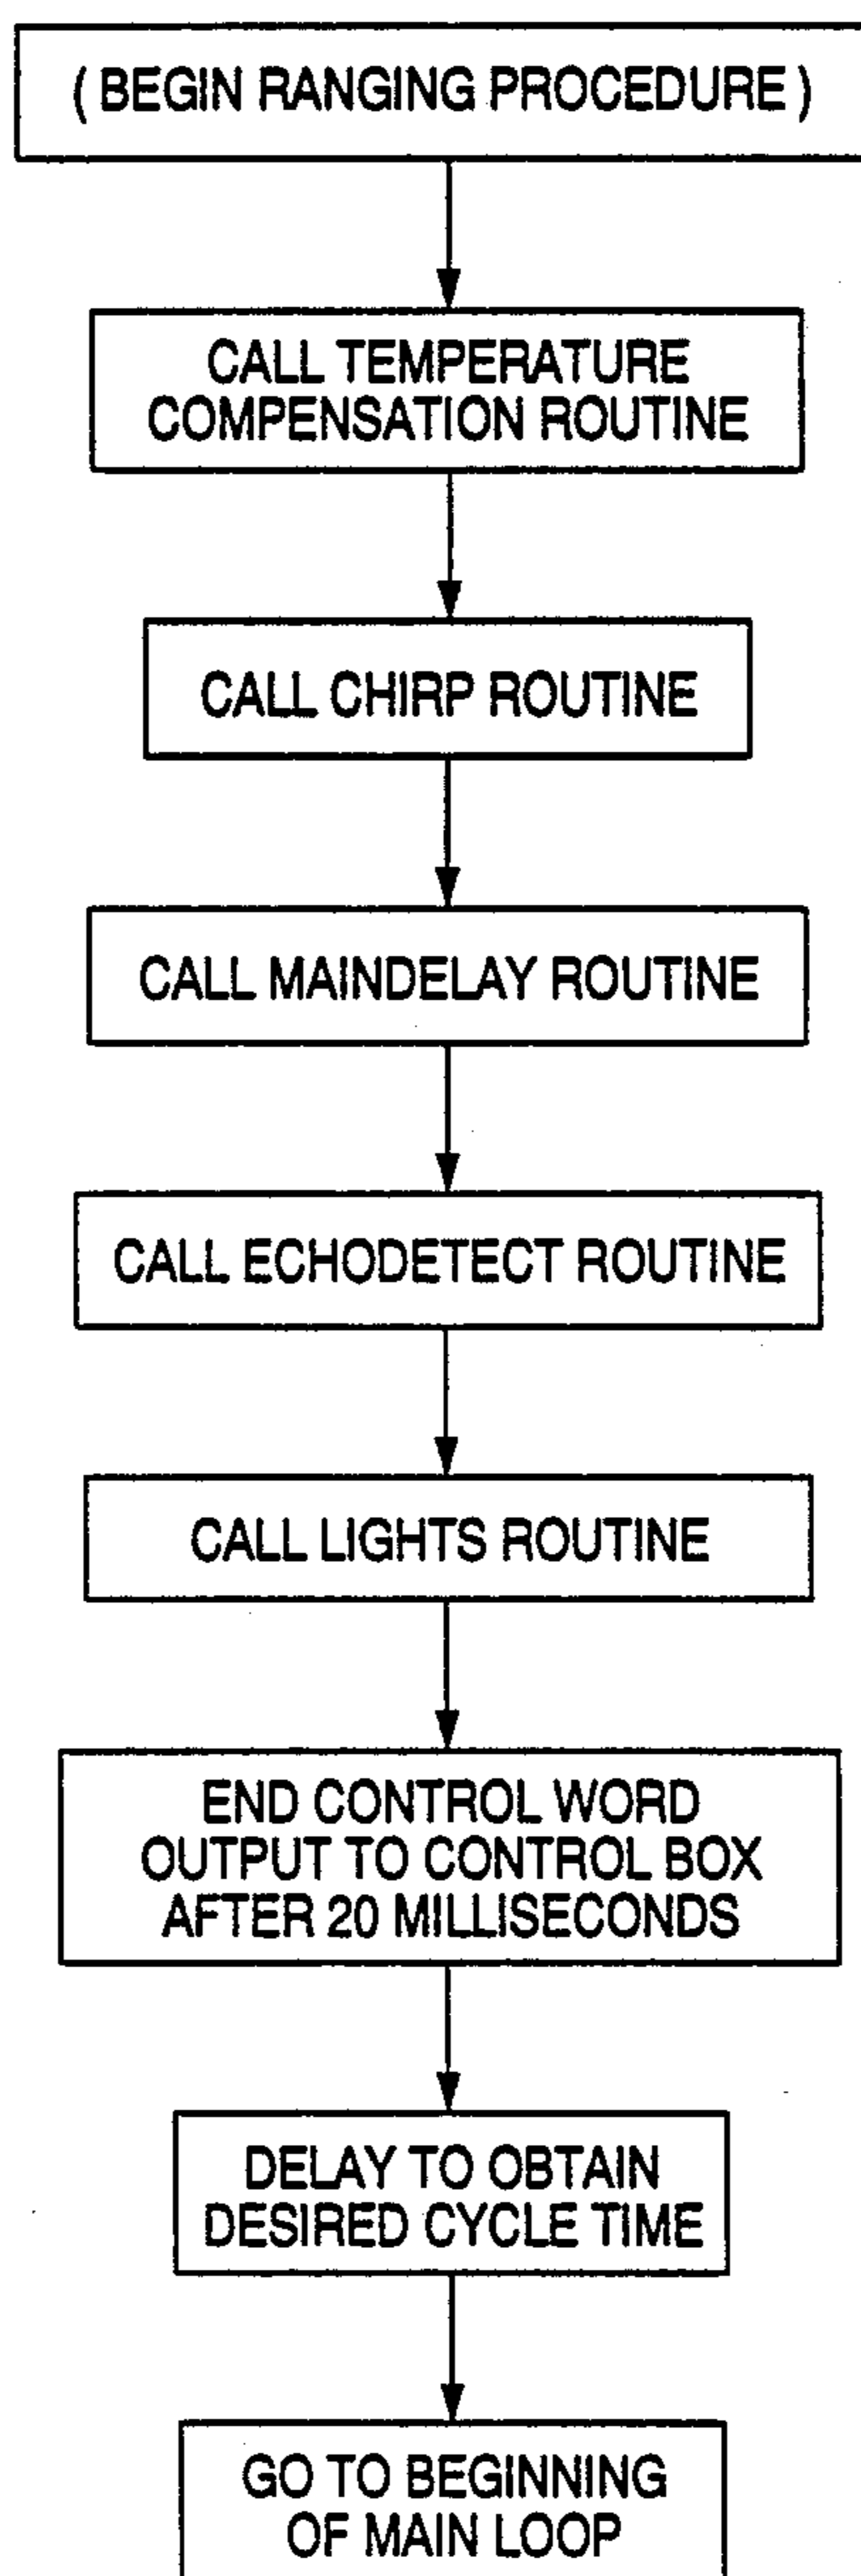 ( BEGIN RANGING PROCEDURE )
CALL TEMPERATURE
COMPENSATION ROUTINE
CALL CHIRP ROUTINE
CALL MAINDELAY ROUTINE
CALL ECHODETECT ROUTINE
CALL LIGHTS ROUTINE
END CONTROL WORD
OUTPUT TO CONTROL BOX
AFTER 20 MILLISECONDS
DELAY TO OBTAIN
DESIRED CYCLE TIME
GO TO BEGINNING
OF MAIN LOOP